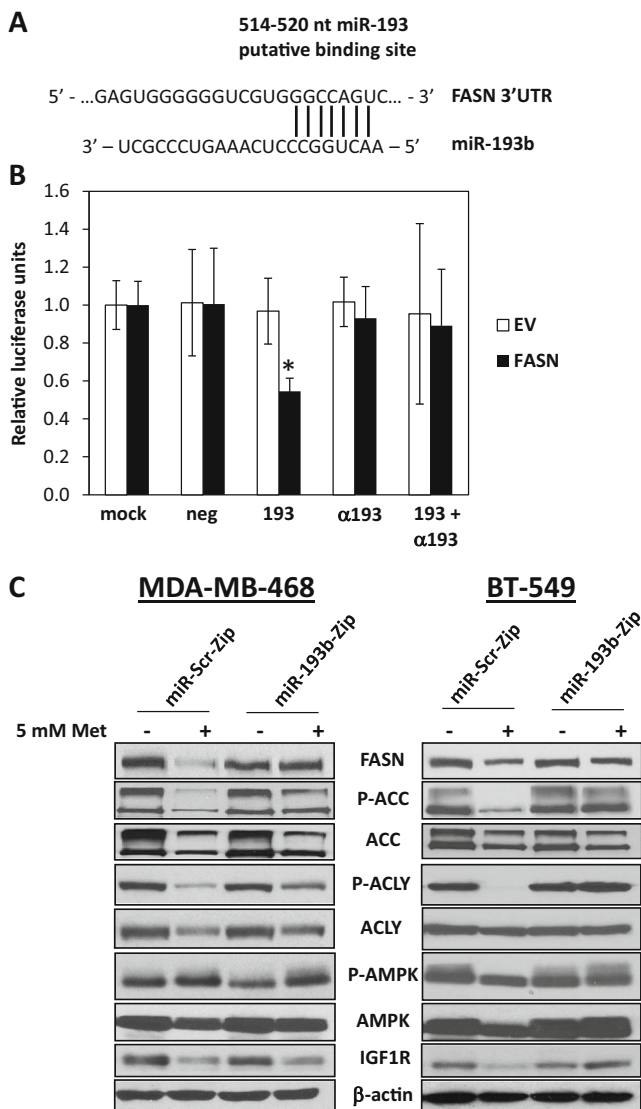 A
514-520 nt miR-193
putative binding site
5' - ...GAGUGGGGGGUCGUGGGCCAGUC... - 3' FASN 3'UTR
3' – UCGCCCUGAAACUCCCGGUCAA – 5' miR-193b
B
Relative luciferase units
1.6
1.4
1.2
1.0
0.8
0.6
0.4
0.2
0.0
*
EV
FASN
mock neg 193 α193 193 +
α193
C
MDA-MB-468 BT-549
miR-Scr-Zip miR-193b-Zip miR-Scr-Zip miR-193b-Zip
5 mM Met - + - + - + - +
FASN
P-ACC
ACC
P-ACLY
ACLY
P-AMPK
AMPK
IGF1R
β-actin